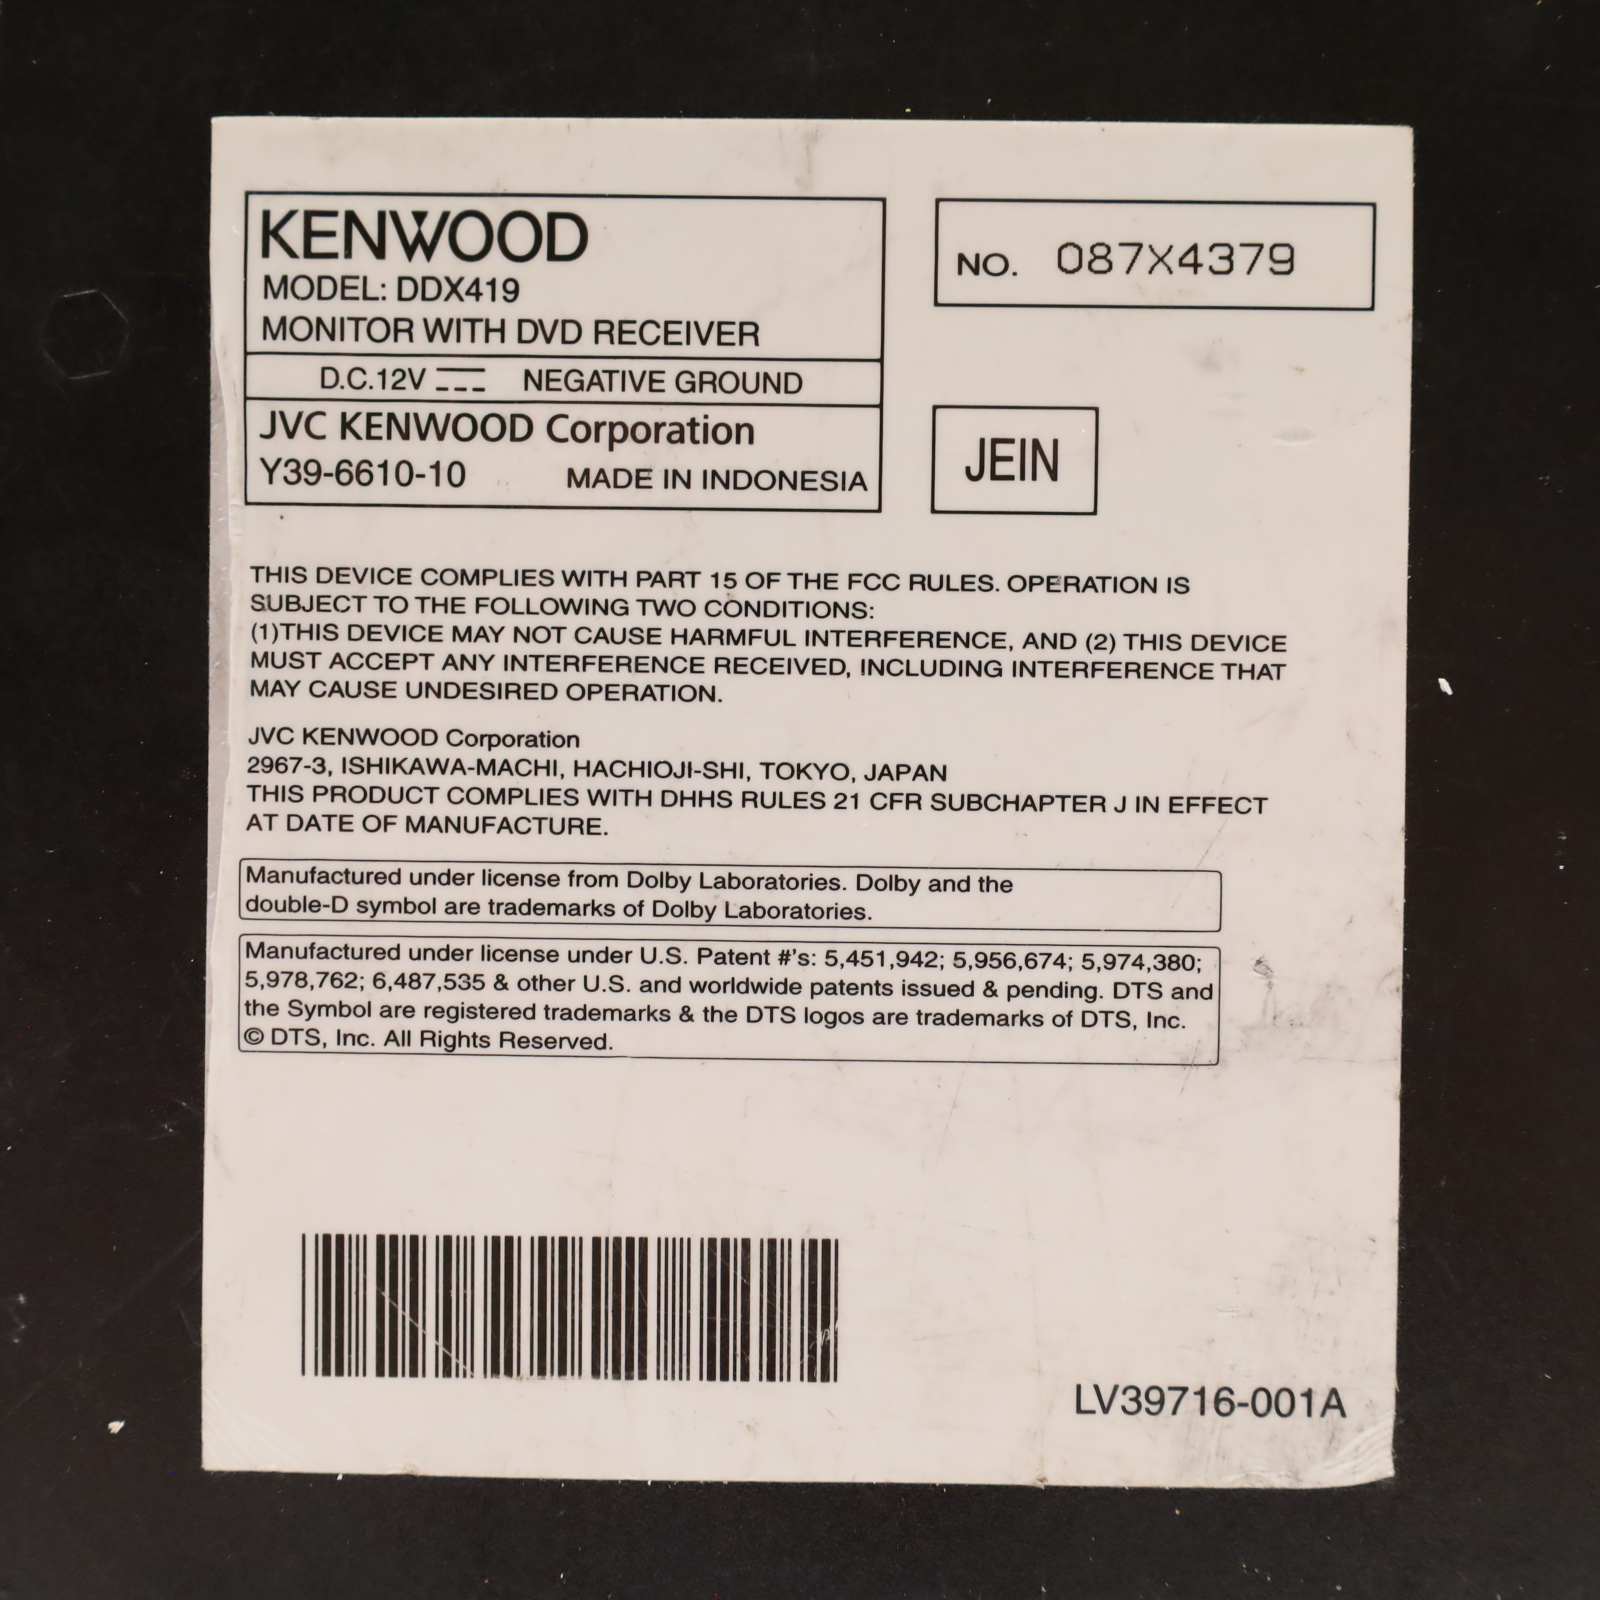 KENWOOD
MODEL: DDX419
MONITOR WITH DVD RECEIVER
D.C.12V NEGATIVE GROUND
JVC KENWOOD Corporation
Y39-6610-10 MADE IN INDONESIA
NO. 087X4379
JEIN
THIS DEVICE COMPLIES WITH PART 15 OF THE FCC RULES. OPERATION IS
SUBJECT TO THE FOLLOWING TWO CONDITIONS:
(1)THIS DEVICE MAY NOT CAUSE HARMFUL INTERFERENCE, AND (2) THIS DEVICE
MUST ACCEPT ANY INTERFERENCE RECEIVED, INCLUDING INTERFERENCE THAT
MAY CAUSE UNDESIRED OPERATION.
JVC KENWOOD Corporation
2967-3, ISHIKAWA-MACHI, HACHIOJI-SHI, TOKYO, JAPAN
THIS PRODUCT COMPLIES WITH DHHS RULES 21 CFR SUBCHAPTER J IN EFFECT
AT DATE OF MANUFACTURE.
Manufactured under license from Dolby Laboratories. Dolby and the
double-D symbol are trademarks of Dolby Laboratories.
Manufactured under license under U.S. Patent #'s: 5,451,942; 5,956,674; 5,974,380;
5,978,762; 6,487,535 & other U.S. and worldwide patents issued & pending. DTS and
the Symbol are registered trademarks & the DTS logos are trademarks of DTS, Inc.
© DTS, Inc. All Rights Reserved.
LV39716-001A